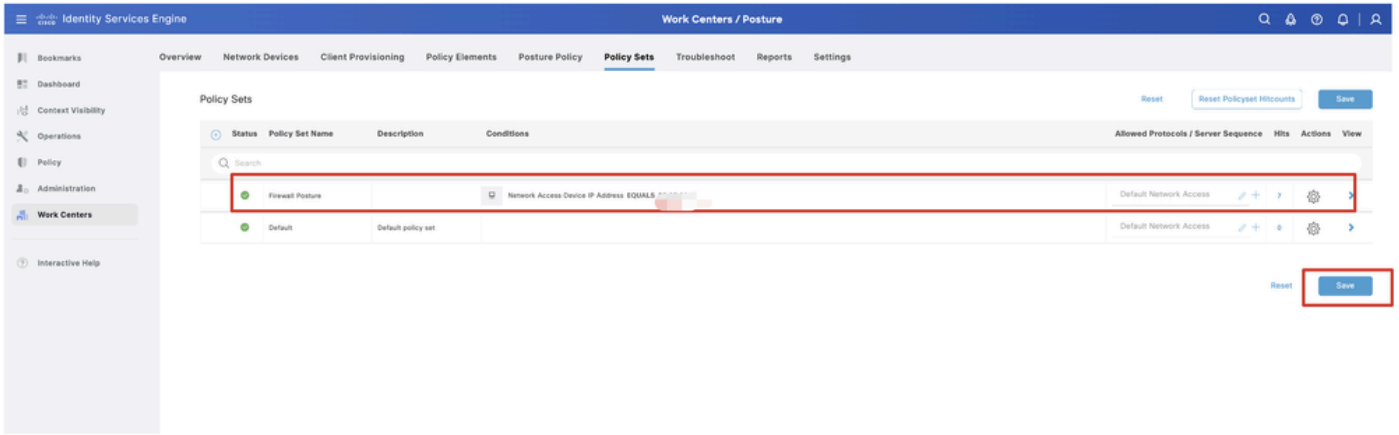 cisco Identity Services Engine
Work Centers / Posture
Bookmarks
Dashboard
Context Visibility
Operations
Policy
Administration
Work Centers
Interactive Help
Overview Network Devices Client Provisioning Policy Elements Posture Policy Policy Sets Troubleshoot Reports Settings
Policy Sets
Reset Reset Policyset Hitcounts Save
Status Policy Set Name Description Conditions Allowed Protocols / Server Sequence Hits Actions View
Search
Firewall Posture Network Access Device IP Address EQUALS Default Network Access
Default Default policy set Default Network Access 0
Reset Save